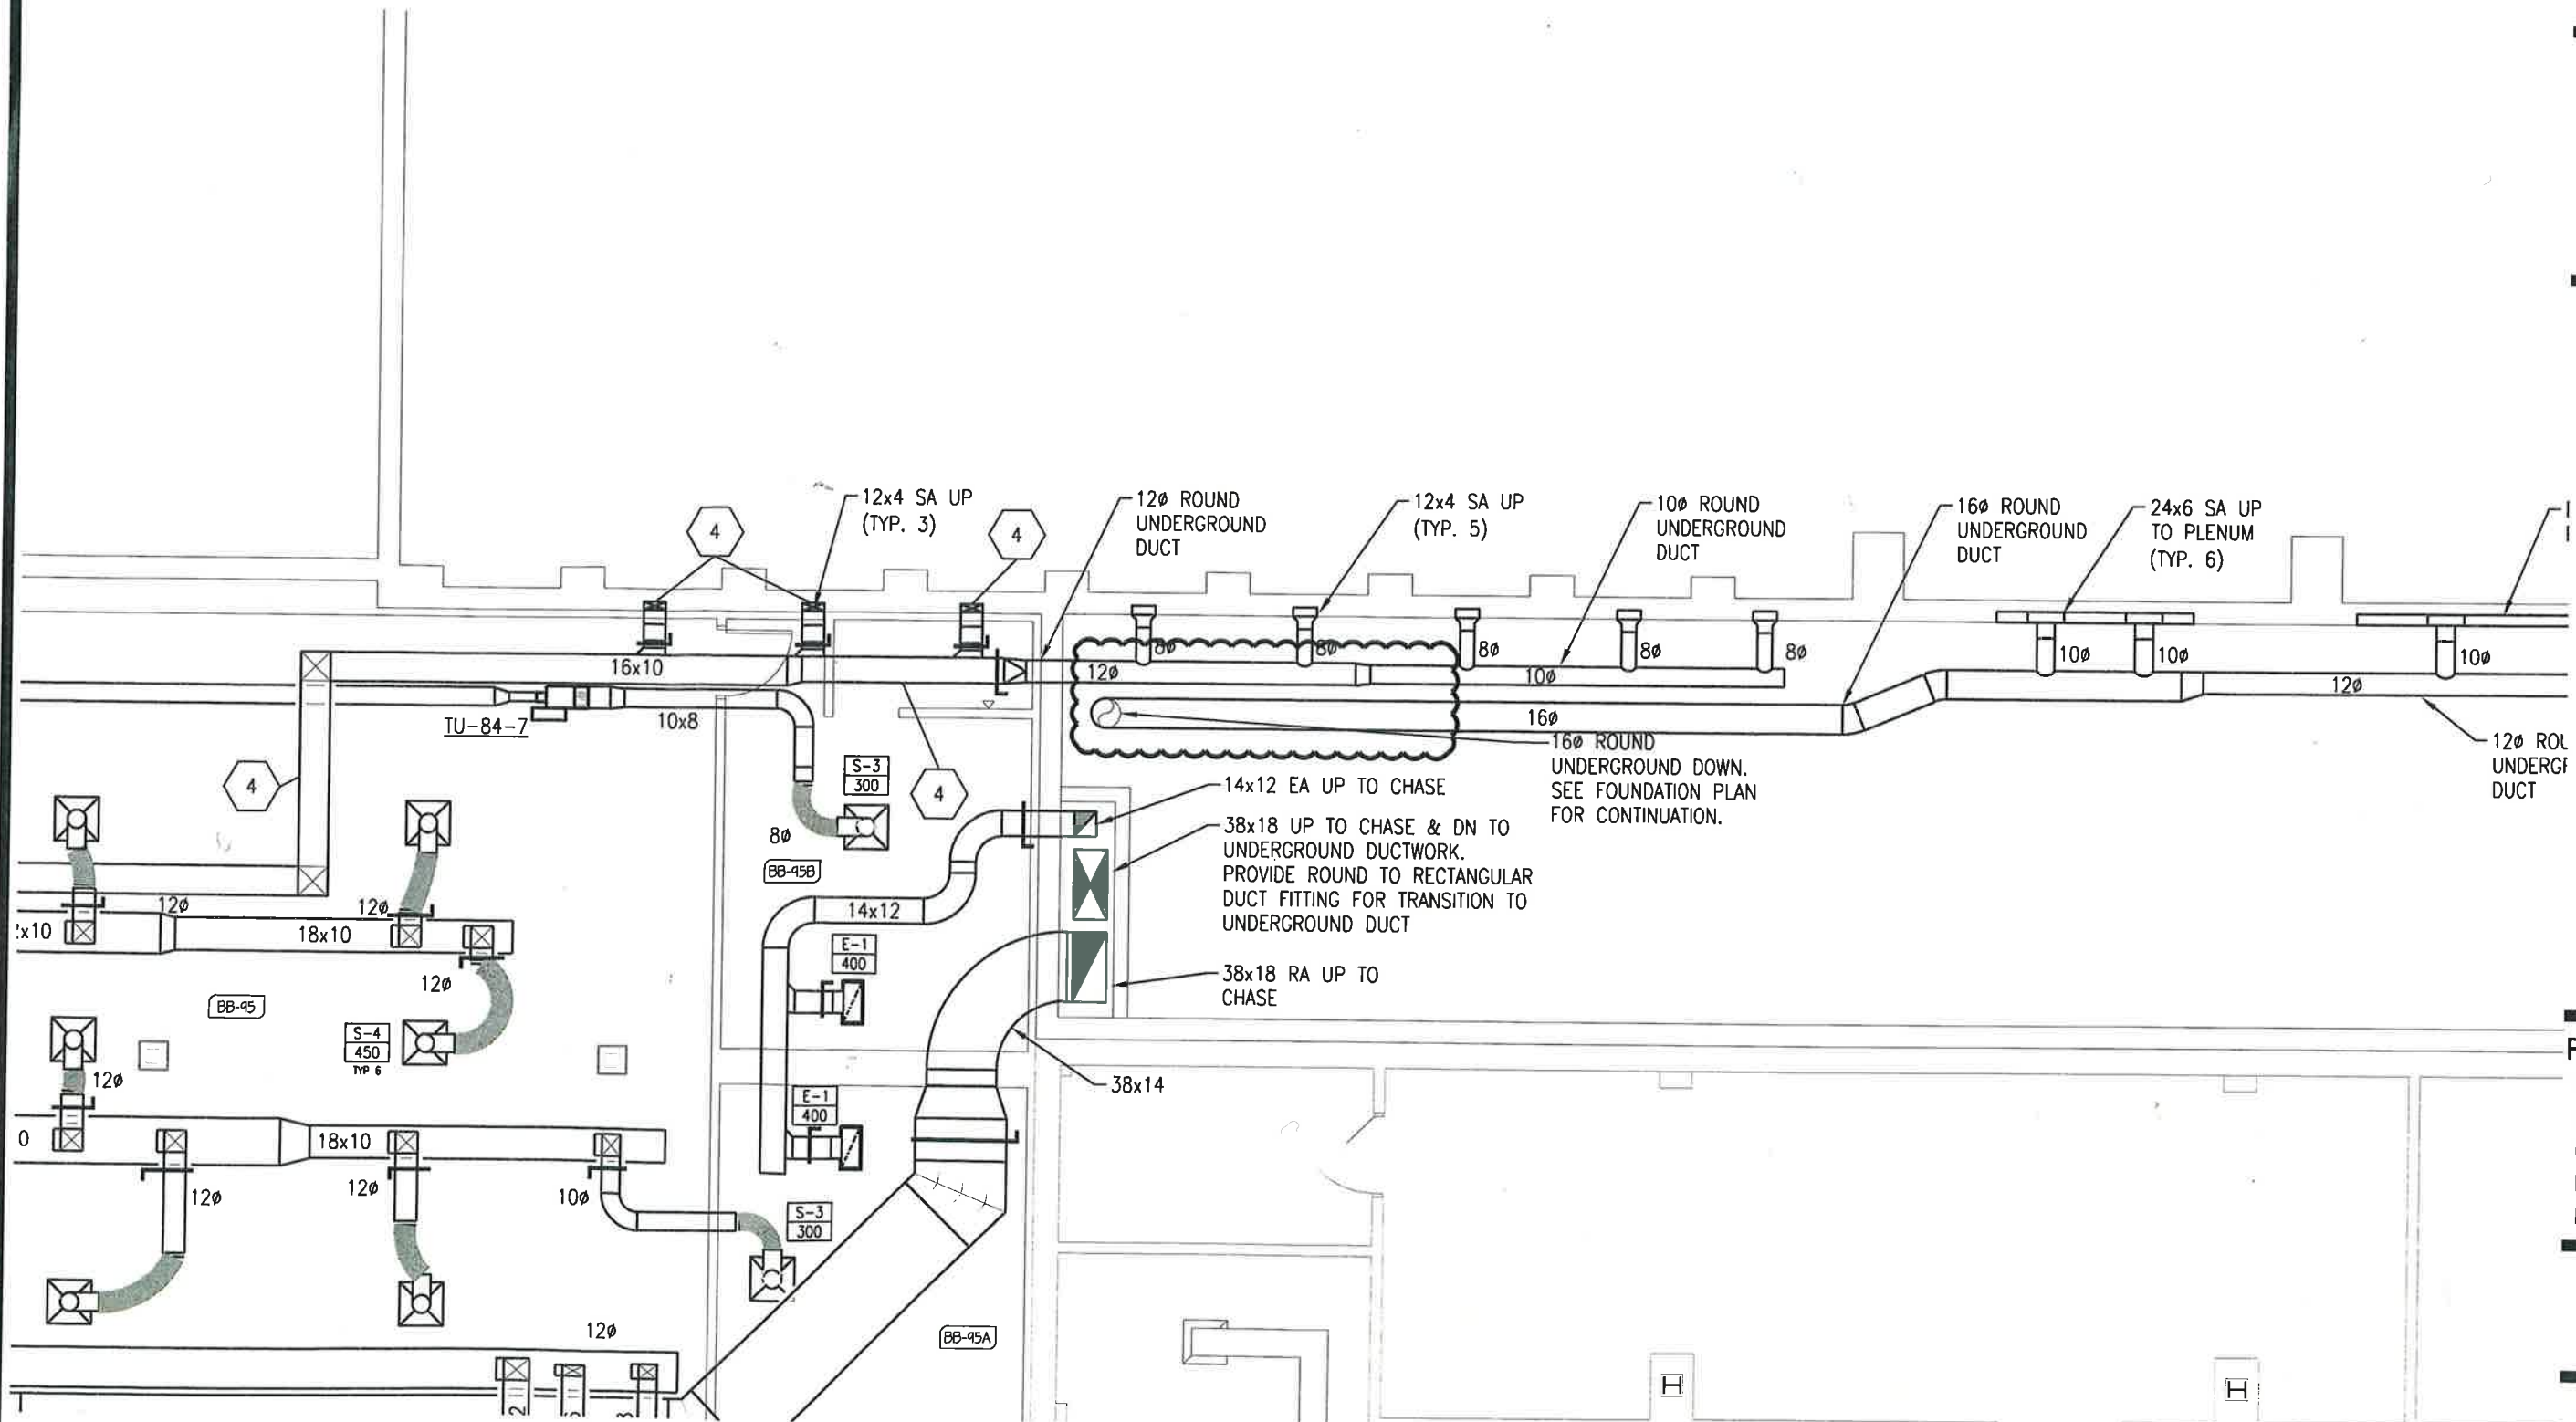 12x4 SA UP
(TYP. 3)
12ø ROUND
UNDERGROUND
DUCT
12x4 SA UP
(TYP. 5)
10ø ROUND
UNDERGROUND
DUCT
16ø ROUND
UNDERGROUND
DUCT
24x6 SA UP
TO PLENUM
(TYP. 6)
4
4
8ø
8ø
8ø
8ø
8ø
10ø
10ø
10ø
16x10
12ø
10ø
12ø
TU-84-7
10x8
16ø
16ø ROUND
UNDERGROUND DOWN.
SEE FOUNDATION PLAN
FOR CONTINUATION.
12ø
DUCT
4
4
S-3
300
8ø
BB-95B
14x12 EA UP TO CHASE
38x18 UP TO CHASE & DN TO
UNDERGROUND DUCTWORK.
PROVIDE ROUND TO RECTANGULAR
DUCT FITTING FOR TRANSITION TO
UNDERGROUND DUCT
12ø
12ø
x10
18x10
14x12
E-1
400
12ø
38x18 RA UP TO
CHASE
BB-95
S-4
450
TYP 6
12ø
38x14
E-1
400
0
18x10
12ø
12ø
10ø
S-3
300
12ø
BB-95A
H
H